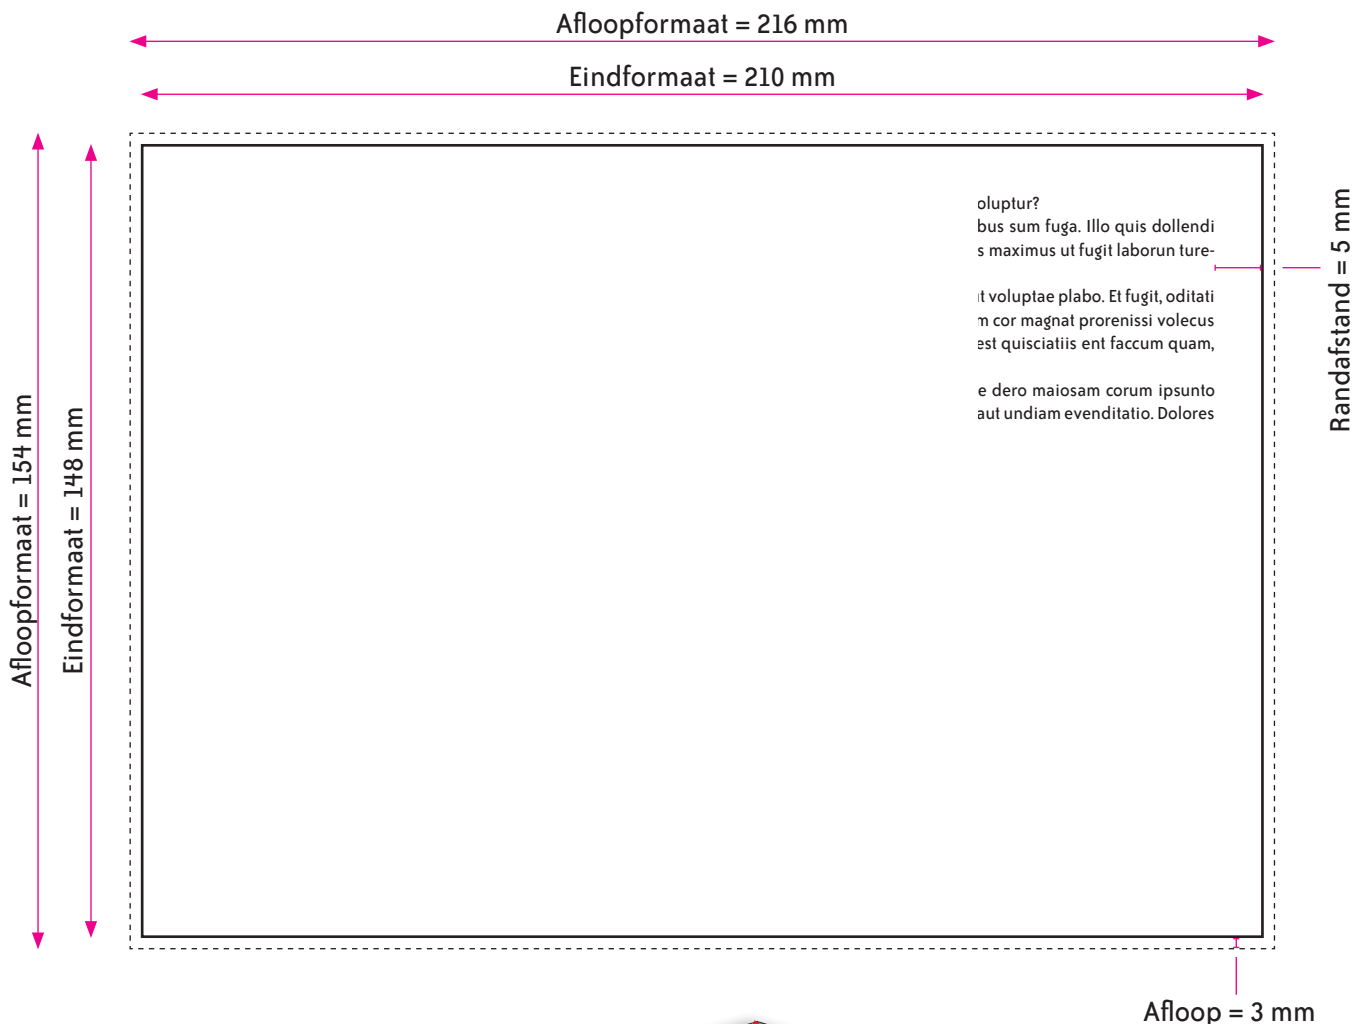 Afloopformaat = 216 mm
Eindformaat = 210 mm
Afloopformaat = 154 mm
Eindformaat = 148 mm
oluptur?
bus sum fuga. Illo quis dollendi
s maximus ut fugit laborun ture-
t voluptae plabo. Et fugit, oditati
m cor magnat prorenissi volecus
est quisciatiis ent faccum quam,
e dero maiosam corum ipsunto
aut undiam evenditatio. Dolores
Randafstand = 5 mm
Afloop = 3 mm